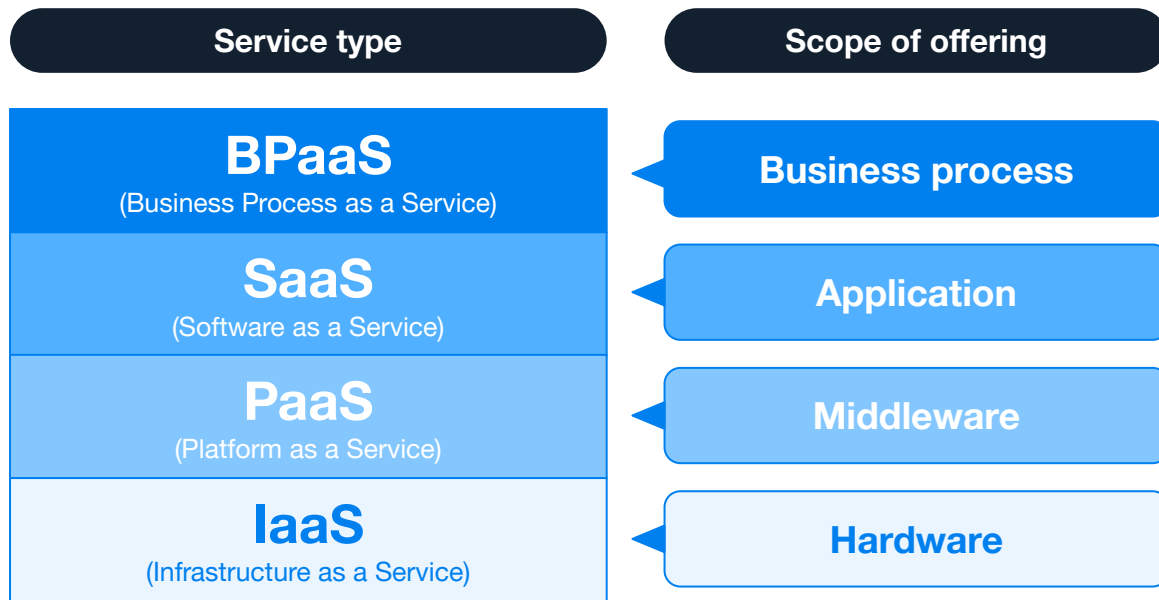 Service type
Scope of offering
BPaaS
(Business Process as a Service)
Business process
SaaS
(Software as a Service)
Application
PaaS
(Platform as a Service)
Middleware
IaaS
(Infrastructure as a Service)
Hardware